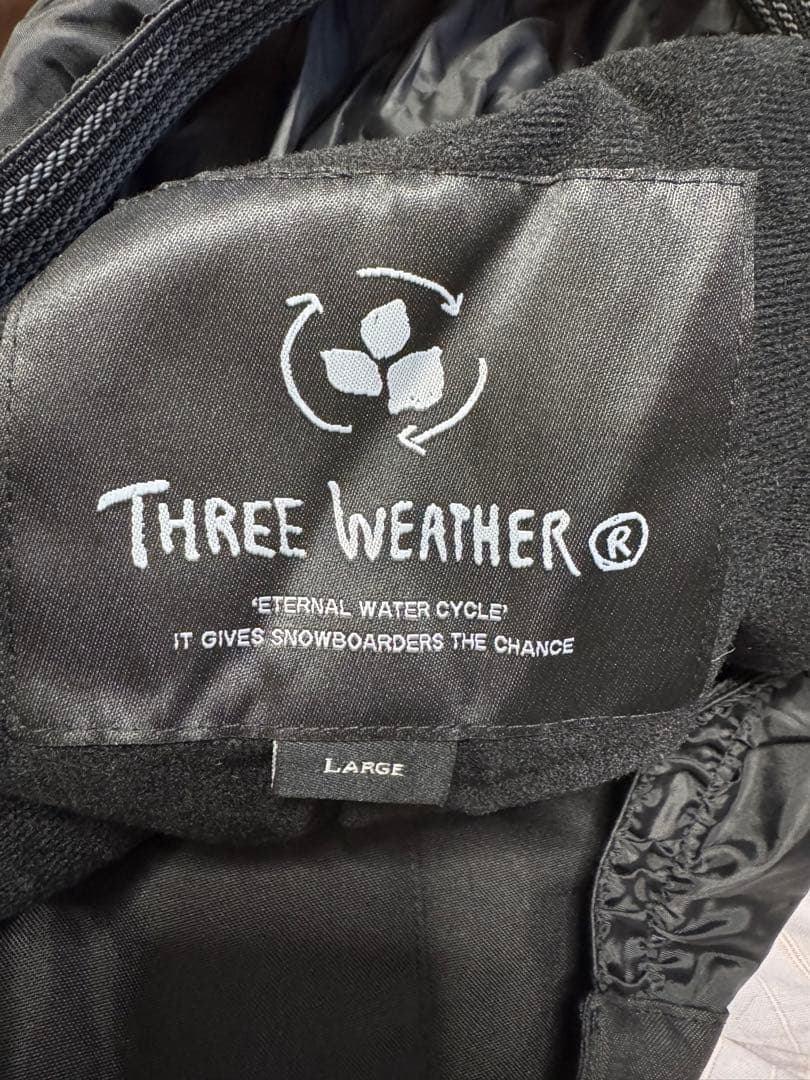 THREE WEATHER ®
'ETERNAL WATER CYCLE'
IT GIVES SNOWBOARDERS THE CHANCE
LARGE